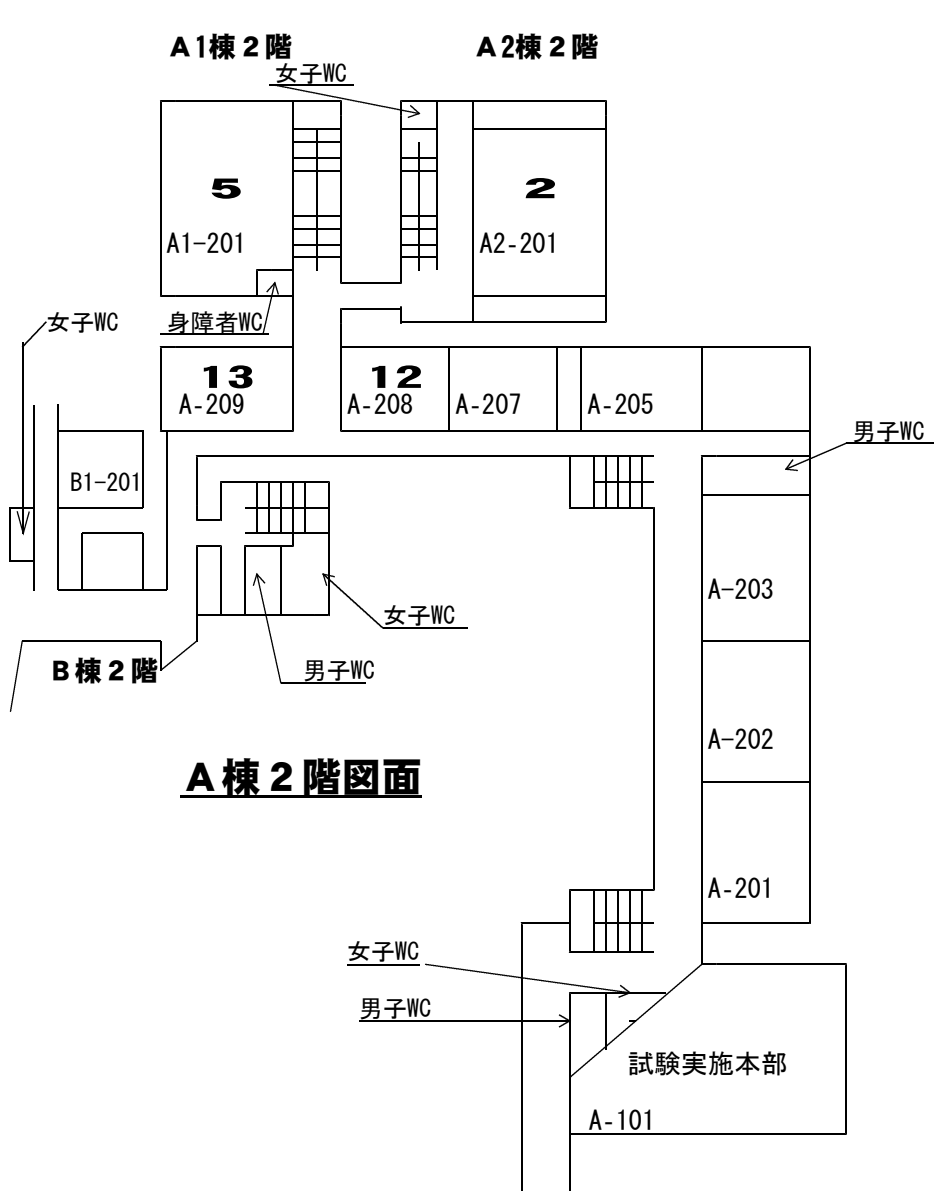 A1棟2階
A2棟2階
女子WC
5
2
A1-201
A2-201
女子WC
身障者WC
13
12
A-209
A-208
A-207
A-205
男子WC
B1-201
A-203
女子WC
B棟2階
男子WC
A-202
A棟2階図面
A-201
女子WC
男子WC
試験実施本部
A-101